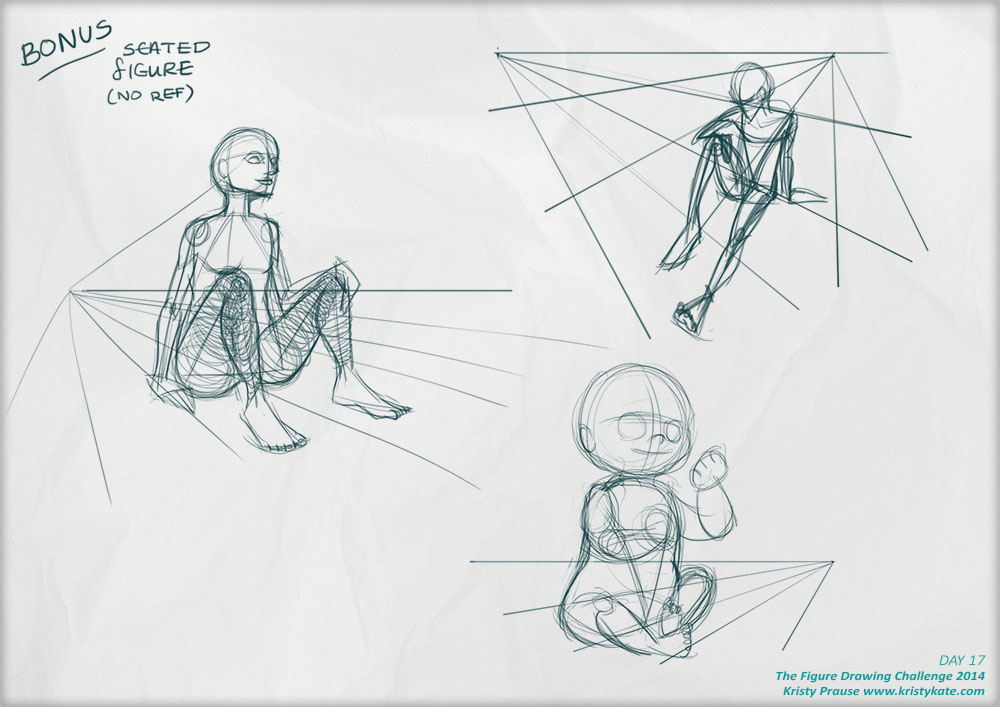 BONUS
SEATED
FIGURE
(NO REF)
DAY 17
The Figure Drawing Challenge 2014
Kristy Prause www.kristykate.com